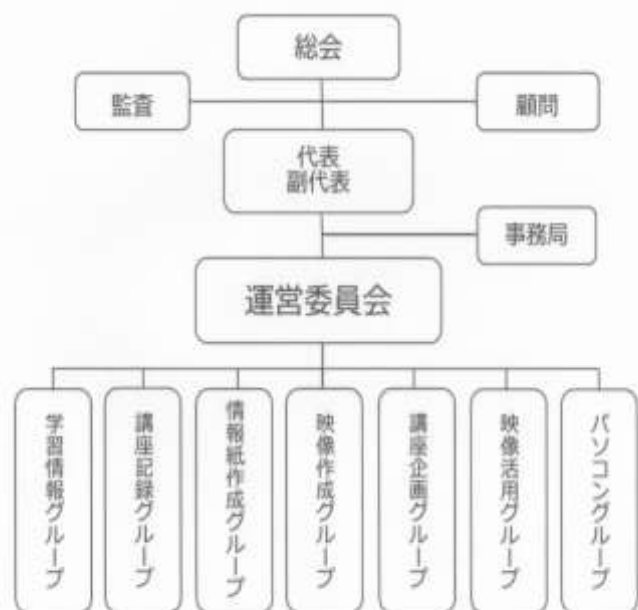 総会
監査
顧問
代表
副代表
事務局
運営委員会
学習情報グループ
講座記録グループ
情報紙作成グループ
映像作成グループ
講座企画グループ
映像活用グループ
パソコングループ